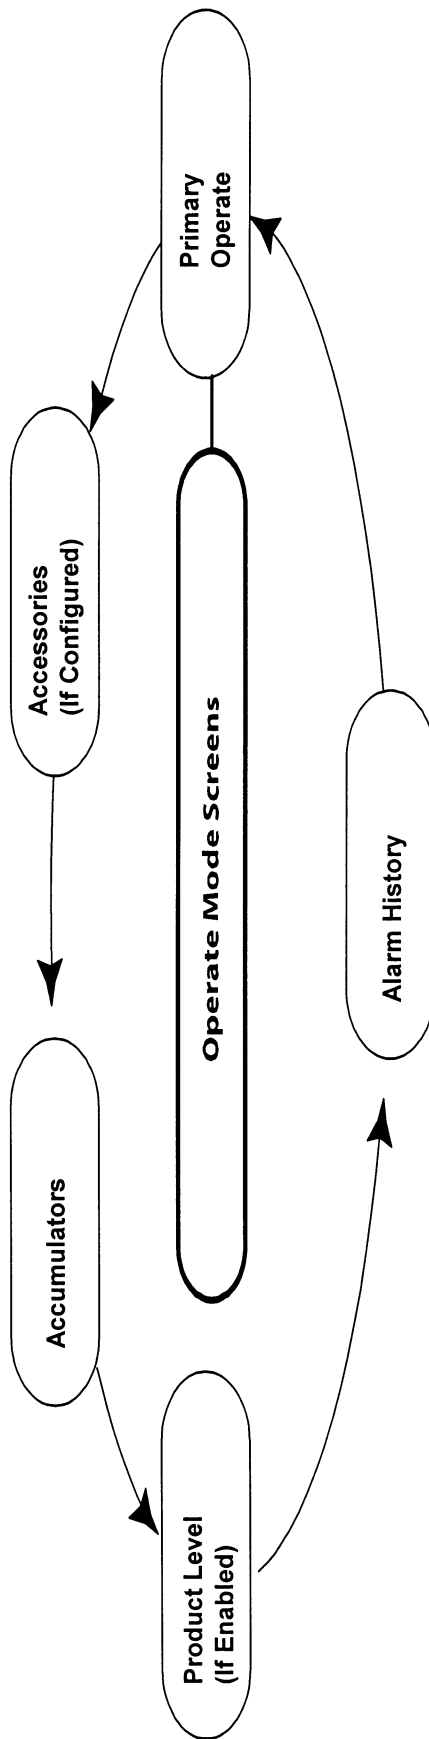 Accumulators
Accessories
(If Configured)
Product Level
(If Enabled)
Operate Mode Screens
Primary
Operate
Alarm History